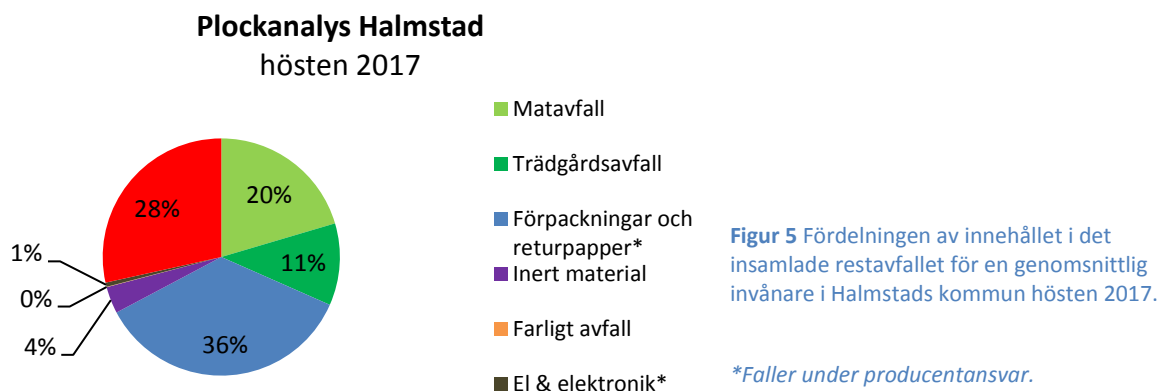 Plockanalys Halmstad
hösten 2017
28%
20%
11%
1%
0%
4%
36%
Matavfall
Trädgårdsavfall
Förpackningar och
returpapper*
Inert material
Farligt avfall
El & elektronik*
Figur 5 Fördelningen av innehållet i det
insamlade restavfallet för en genomsnittlig
invånare i Halmstads kommun hösten 2017.
*Faller under producentansvar.